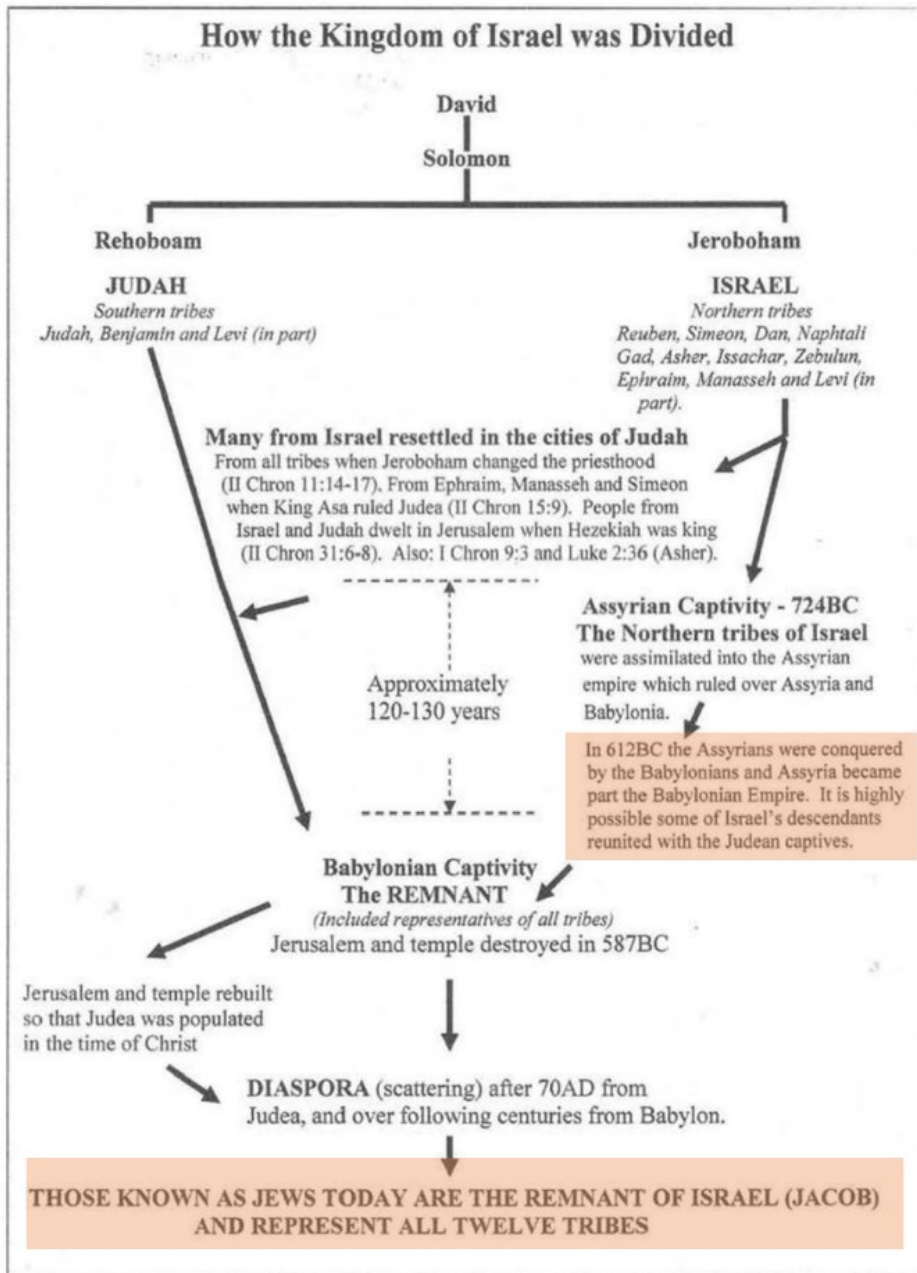 How the Kingdom of Israel was Divided
David
Solomon
Rehoboam
JUDAH
Southern tribes
Judah, Benjamin and Levi (in part)
Jeroboham
ISRAEL
Northern tribes
Reuben, Simeon, Dan, Naphtali
Gad, Asher, Issachar, Zebulun,
Ephraim, Manasseh and Levi (in
part).
Many from Israel resettled in the cities of Judah
From all tribes when Jeroboham changed the priesthood
(II Chron 11:14-17). From Ephraim, Manasseh and Simeon
when King Asa ruled Judea (II Chron 15:9). People from
Israel and Judah dwelt in Jerusalem when Hezekiah was king
(II Chron 31:6-8). Also: I Chron 9:3 and Luke 2:36 (Asher).
Approximately
120-130 years
Assyrian Captivity - 724BC
The Northern tribes of Israel
were assimilated into the Assyrian
empire which ruled over Assyria and
Babylonia.
In 612BC the Assyrians were conquered
by the Babylonians and Assyria became
part the Babylonian Empire. It is highly
possible some of Israel's descendants
reunited with the Judean captives.
Babylonian Captivity
The REMNANT
(Included representatives of all tribes)
Jerusalem and temple destroyed in 587BC
Jerusalem and temple rebuilt
so that Judea was populated
in the time of Christ
DIASPORA (scattering) after 70AD from
Judea, and over following centuries from Babylon.
THOSE KNOWN AS JEWS TODAY ARE THE REMNANT OF ISRAEL (JACOB)
AND REPRESENT ALL TWELVE TRIBES